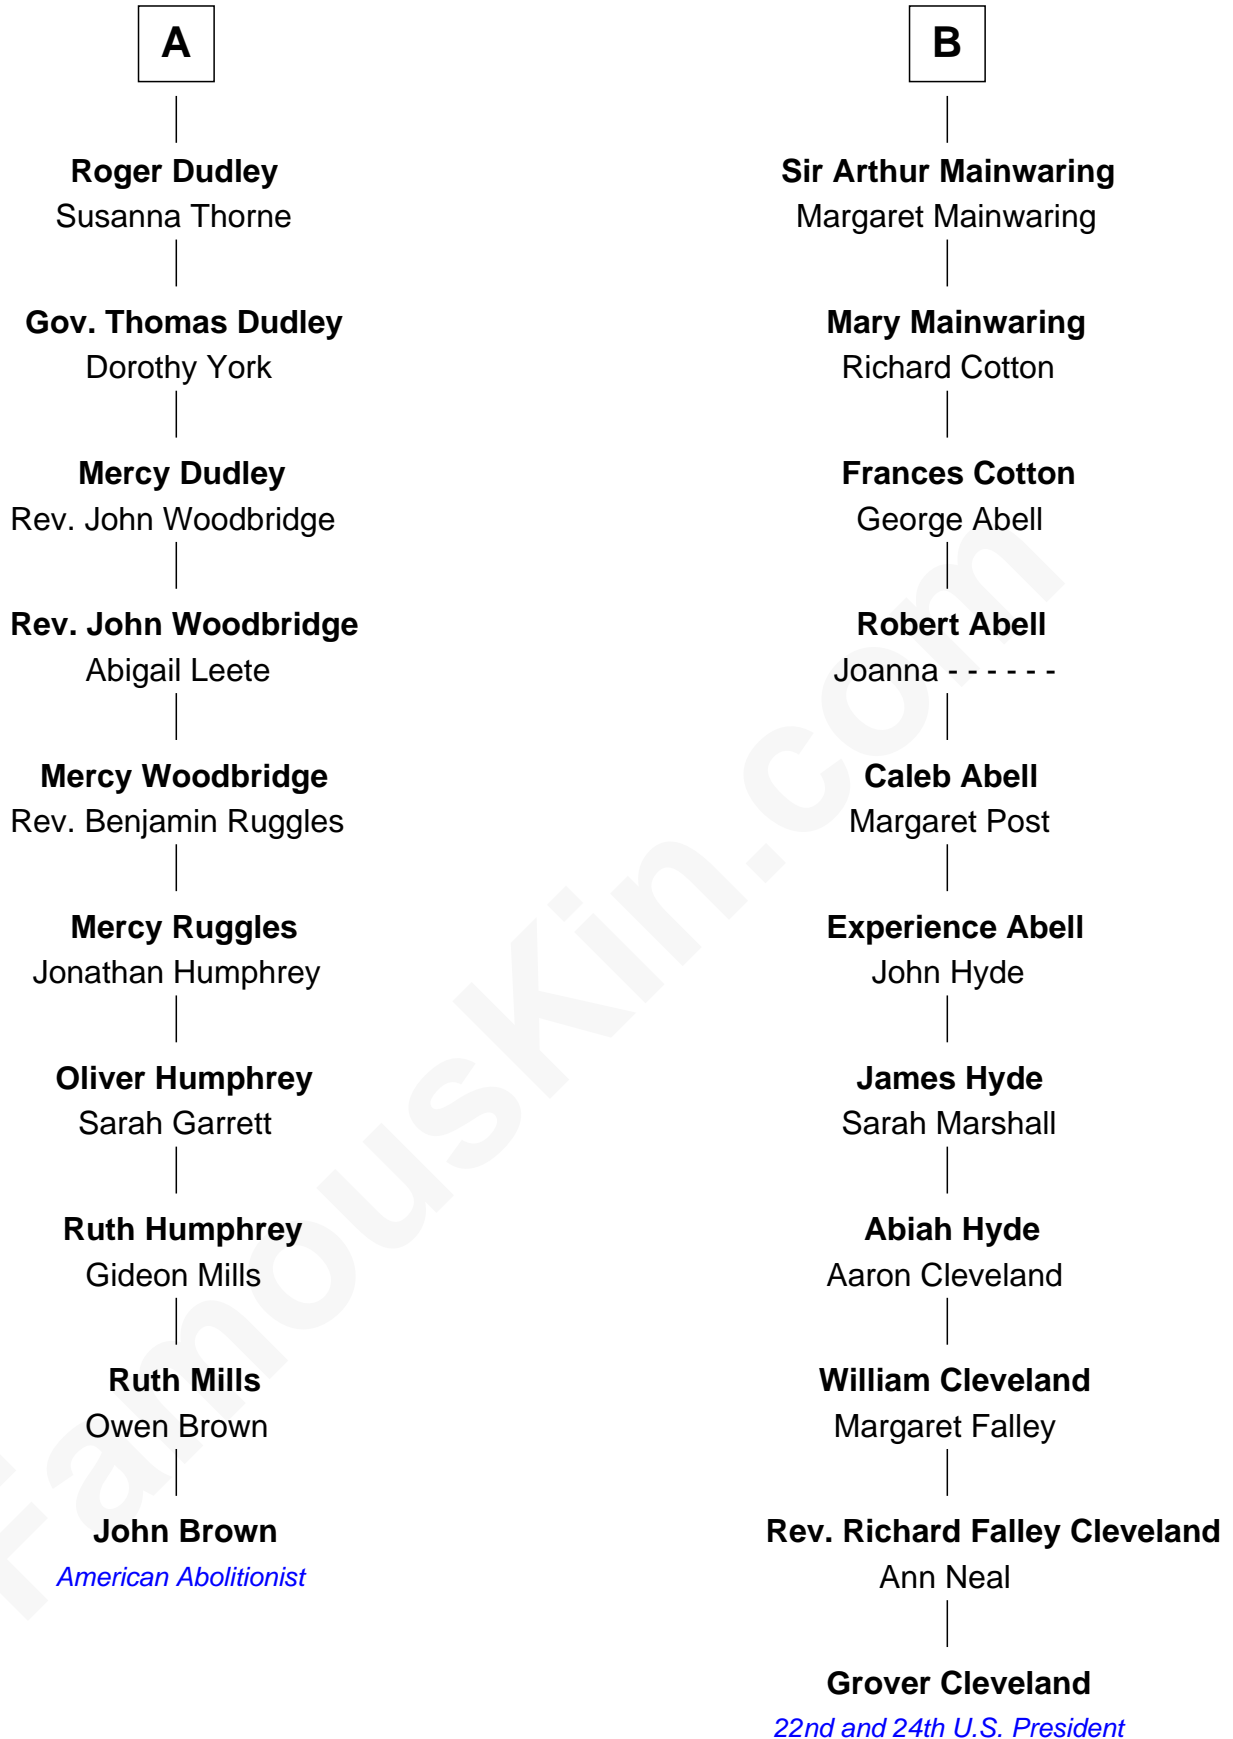 A
Roger Dudley
Susanna Thorne
Gov. Thomas Dudley
Dorothy York
Mercy Dudley
Rev. John Woodbridge
Rev. John Woodbridge
Abigail Leete
Mercy Woodbridge
Rev. Benjamin Ruggles
Mercy Ruggles
Jonathan Humphrey
Oliver Humphrey
Sarah Garrett
Ruth Humphrey
Gideon Mills
Ruth Mills
Owen Brown
John Brown
American Abolitionist
B
Sir Arthur Mainwaring
Margaret Mainwaring
Mary Mainwaring
Richard Cotton
Frances Cotton
George Abell
Robert Abell
Joanna - - - - - -
Caleb Abell
Margaret Post
Experience Abell
John Hyde
James Hyde
Sarah Marshall
Abiah Hyde
Aaron Cleveland
William Cleveland
Margaret Falley
Rev. Richard Falley Cleveland
Ann Neal
Grover Cleveland
22nd and 24th U.S. President
FamousKin.com